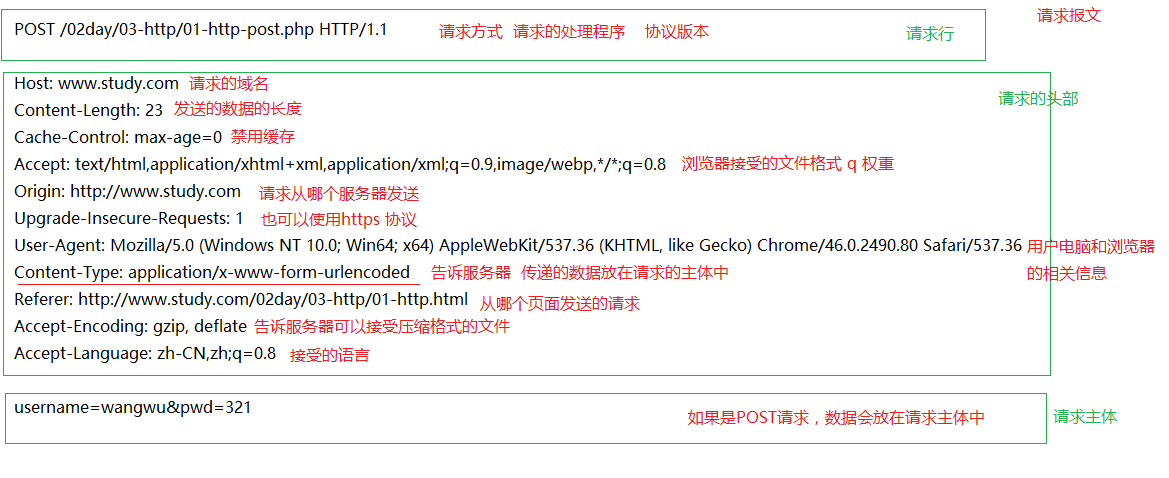 请求报文
POST /02day/03-http/01-http-post.php HTTP/1.1 请求方式 请求的处理程序 协议版本 请求行
Host: www.study.com 请求的域名
请求的头部
Content-Length: 23 发送的数据的长度
Cache-Control: max-age=0 禁用缓存
Accept: text/html,application/xhtml+xml,application/xml;q=0.9,image/webp,*/*;q=0.8 浏览器接受的文件格式 q 权重
Origin: http://www.study.com 请求从哪个服务器发送
Upgrade-Insecure-Requests: 1 也可以使用https 协议
User-Agent: Mozilla/5.0 (Windows NT 10.0; Win64; x64) AppleWebKit/537.36 (KHTML, like Gecko) Chrome/46.0.2490.80 Safari/537.36 用户电脑和浏览器
的相关信息
Content-Type: application/x-www-form-urlencoded 告诉服务器 传递的数据放在请求的主体中
Referer: http://www.study.com/02day/03-http/01-http.html 从哪个页面发送的请求
Accept-Encoding: gzip, deflate 告诉服务器可以接受压缩格式的文件
Accept-Language: zh-CN,zh;q=0.8 接受的语言
username=wangwu&pwd=321
如果是POST请求，数据会放在请求主体中 请求主体